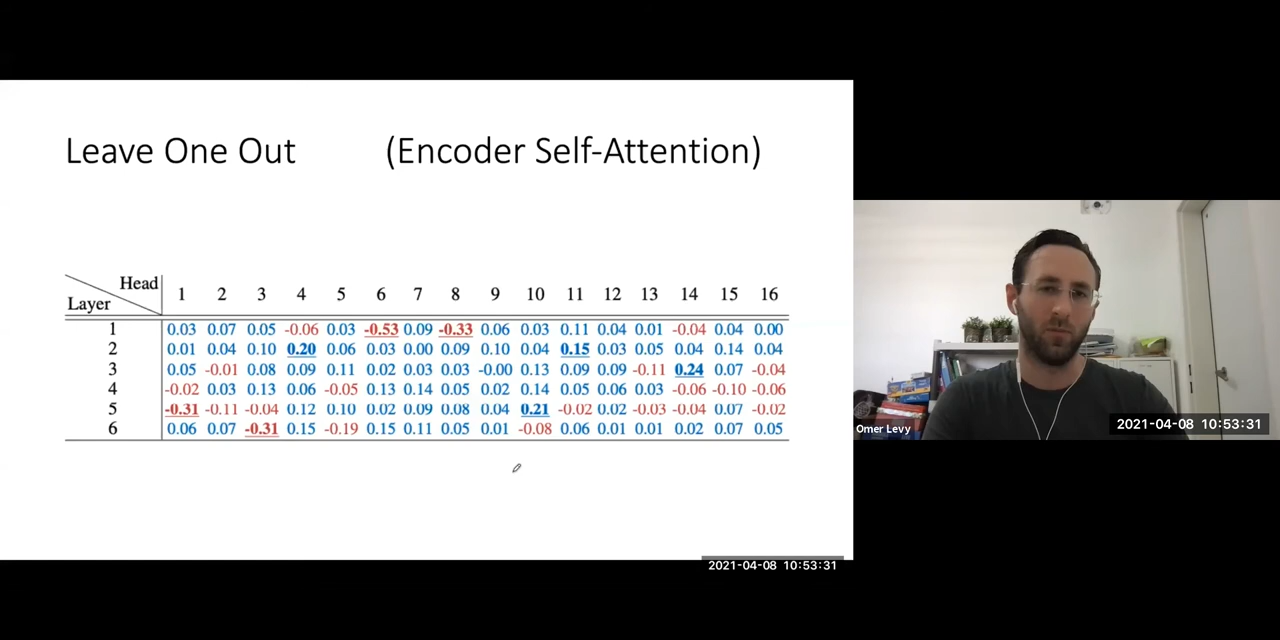 Leave One Out (Encoder Self-Attention)
Head
Layer
1 2 3 4 5 6 7 8 9 10 11 12 13 14 15 16
1 0.03 0.07 0.05 -0.06 0.03 -0.53 0.09 -0.33 0.06 0.03 0.11 0.04 0.01 -0.04 0.04 0.00
2 0.01 0.04 0.10 0.20 0.06 0.03 0.00 0.09 0.10 0.04 0.15 0.03 0.05 0.04 0.14 0.04
3 0.05 -0.01 0.08 0.09 0.11 0.02 0.03 0.03 -0.00 0.13 0.09 0.09 -0.11 0.24 0.07 -0.04
4 -0.02 0.03 0.13 0.06 -0.05 0.13 0.14 0.05 0.02 0.14 0.05 0.06 0.03 -0.06 -0.10 -0.06
5 -0.31 -0.11 -0.04 0.12 0.10 0.02 0.09 0.08 0.04 0.21 -0.02 0.02 -0.03 -0.04 0.07 -0.02
6 0.06 0.07 -0.31 0.15 -0.19 0.15 0.11 0.05 0.01 -0.08 0.06 0.01 0.01 0.02 0.07 0.05
2021-04-08 10:53:31
Omer Levy
2021-04-08 10:53:31